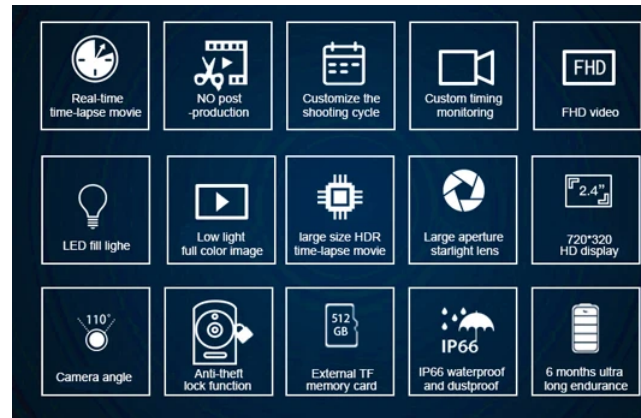 Real-time
time-lapse movie
NO post
-production
Customize the
shooting cycle
Custom timing
monitoring
FHD
FHD video
LED fill lighe
Low light
full color image
large size HDR
time-lapse movie
Large aperture
starlight lens
2.4"
720*320
HD display
110°
Camera angle
Anti-theft
lock function
512
GB
External TF
memory card
IP66
IP66 waterproof
and dustproof
6 months ultra
long endurance